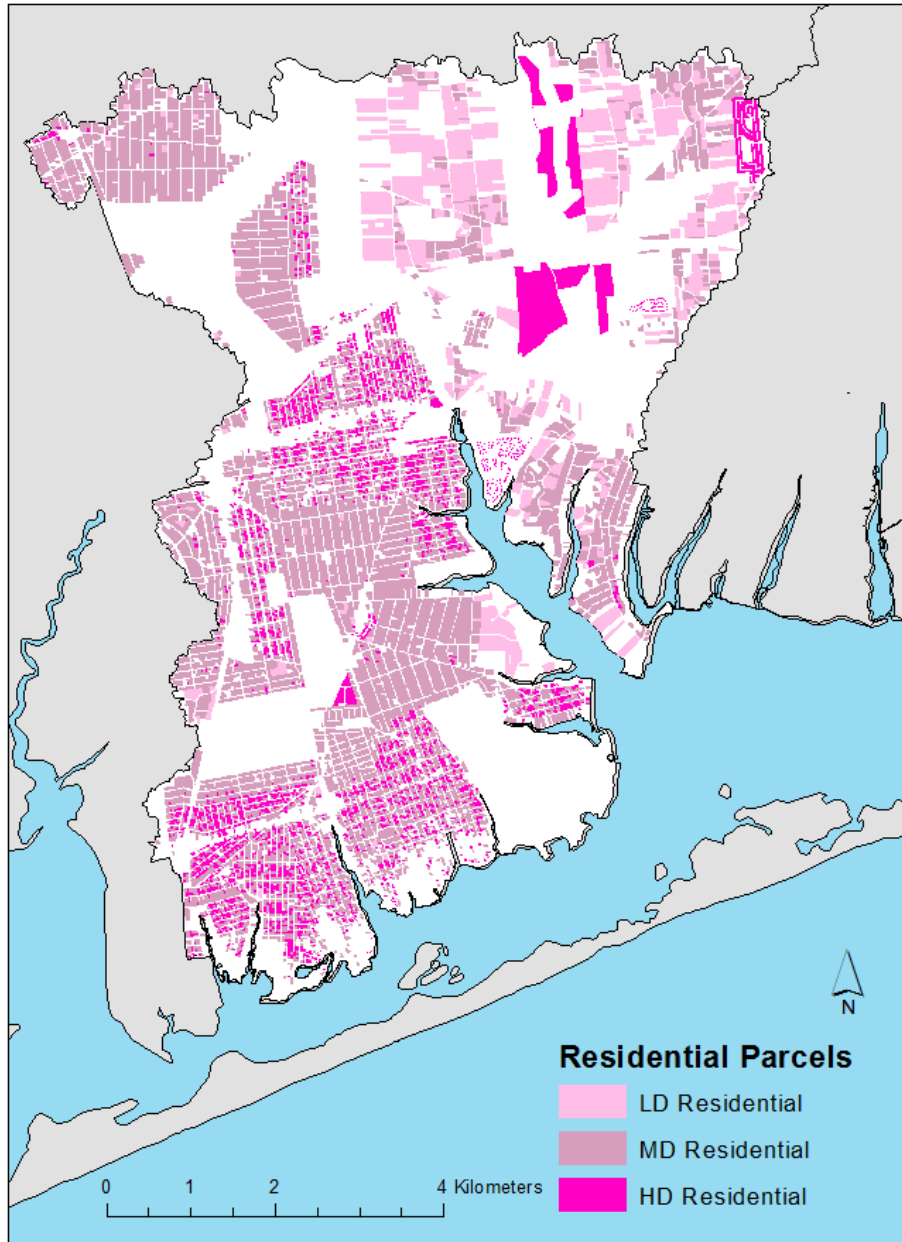 N
Residential Parcels
LD Residential
MD Residential
HD Residential
0 1 2 4 Kilometers